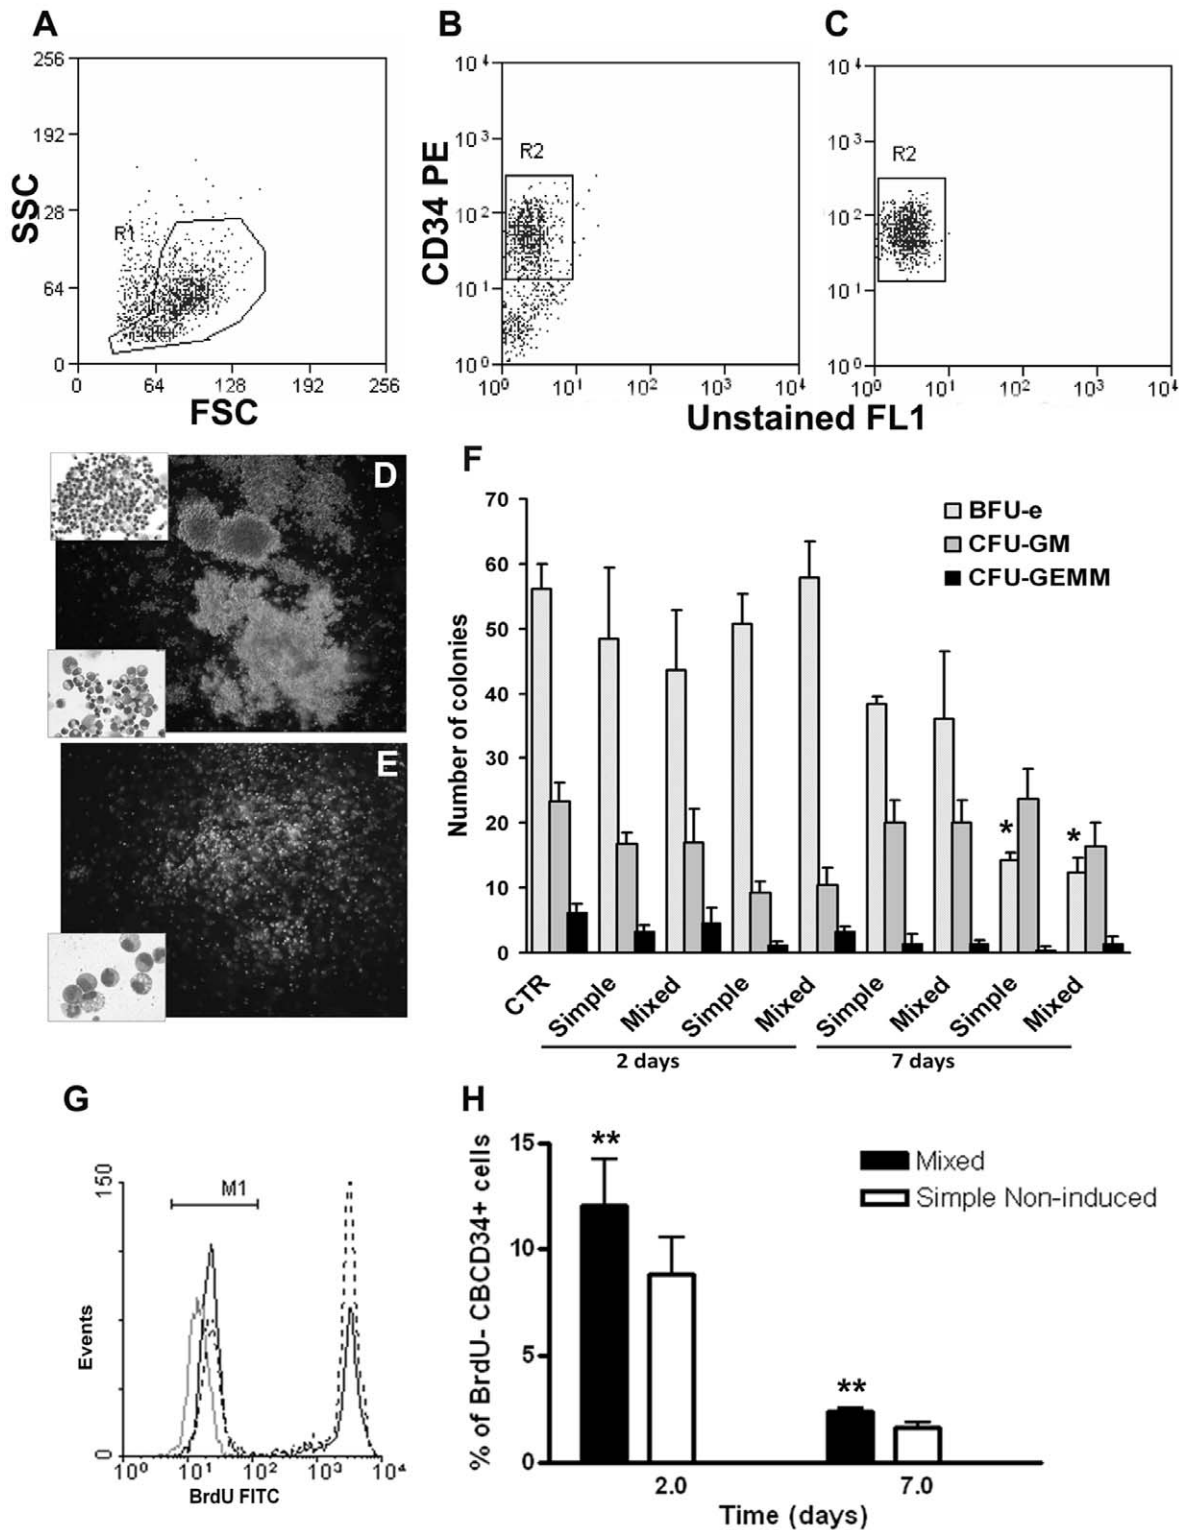 A
256
192
128
64
0
SSC
R1
0 64 128 192 256
FSC
B
10⁴
10³
10²
10¹
10⁰
CD34 PE
R2
10⁰ 10¹ 10² 10³ 10⁴
C
10⁴
10³
10²
10¹
10⁰
R2
10⁰ 10¹ 10² 10³ 10⁴
Unstained FL1
D
E
F
70
60
50
40
30
20
10
0
Number of colonies
BFU-e
CFU-GM
CFU-GEMM
* *
CTR Simple Mixed Simple Mixed Simple Mixed Simple Mixed
2 days 7 days
G
150
0
Events
M1
10⁰ 10¹ 10² 10³ 10⁴
BrdU FITC
H
15
10
5
0
% of BrdU- CBCD34+ cells
**
**
Mixed
Simple Non-induced
2.0 7.0
Time (days)